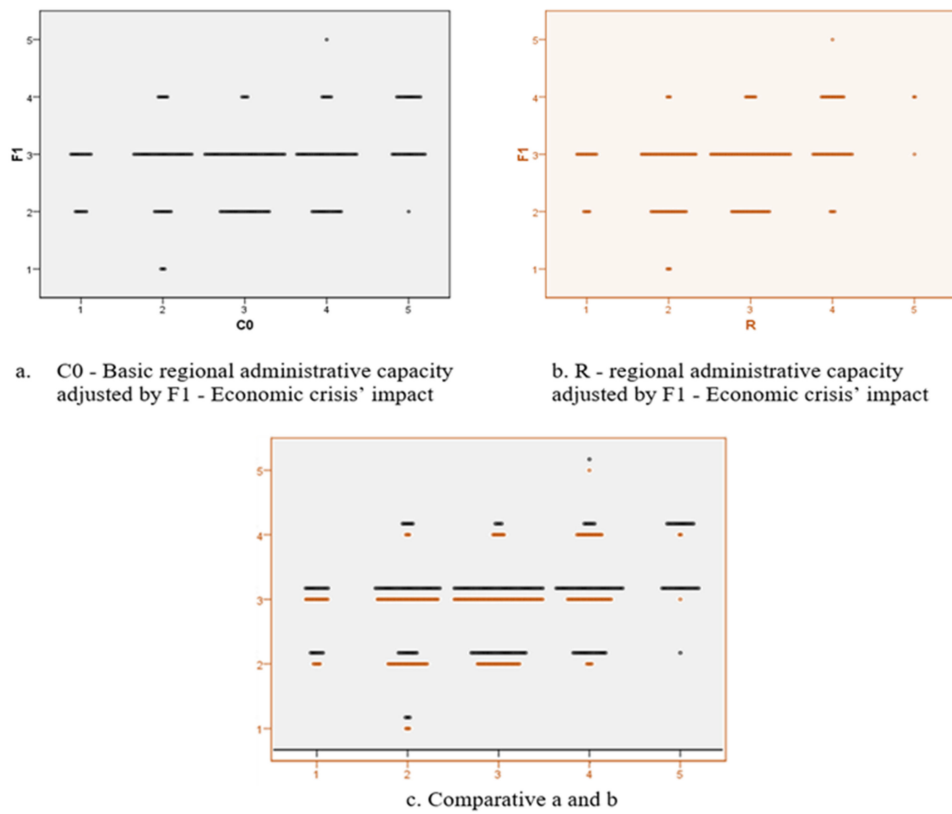 5
4
3
2
1
F1
1 2 3 4 5
C0
5
4
3
2
1
F1
1 2 3 4 5
R
a. C0 - Basic regional administrative capacity
adjusted by F1 - Economic crisis’ impact
b. R - regional administrative capacity
adjusted by F1 - Economic crisis’ impact
5
4
3
2
1
1 2 3 4 5
c. Comparative a and b